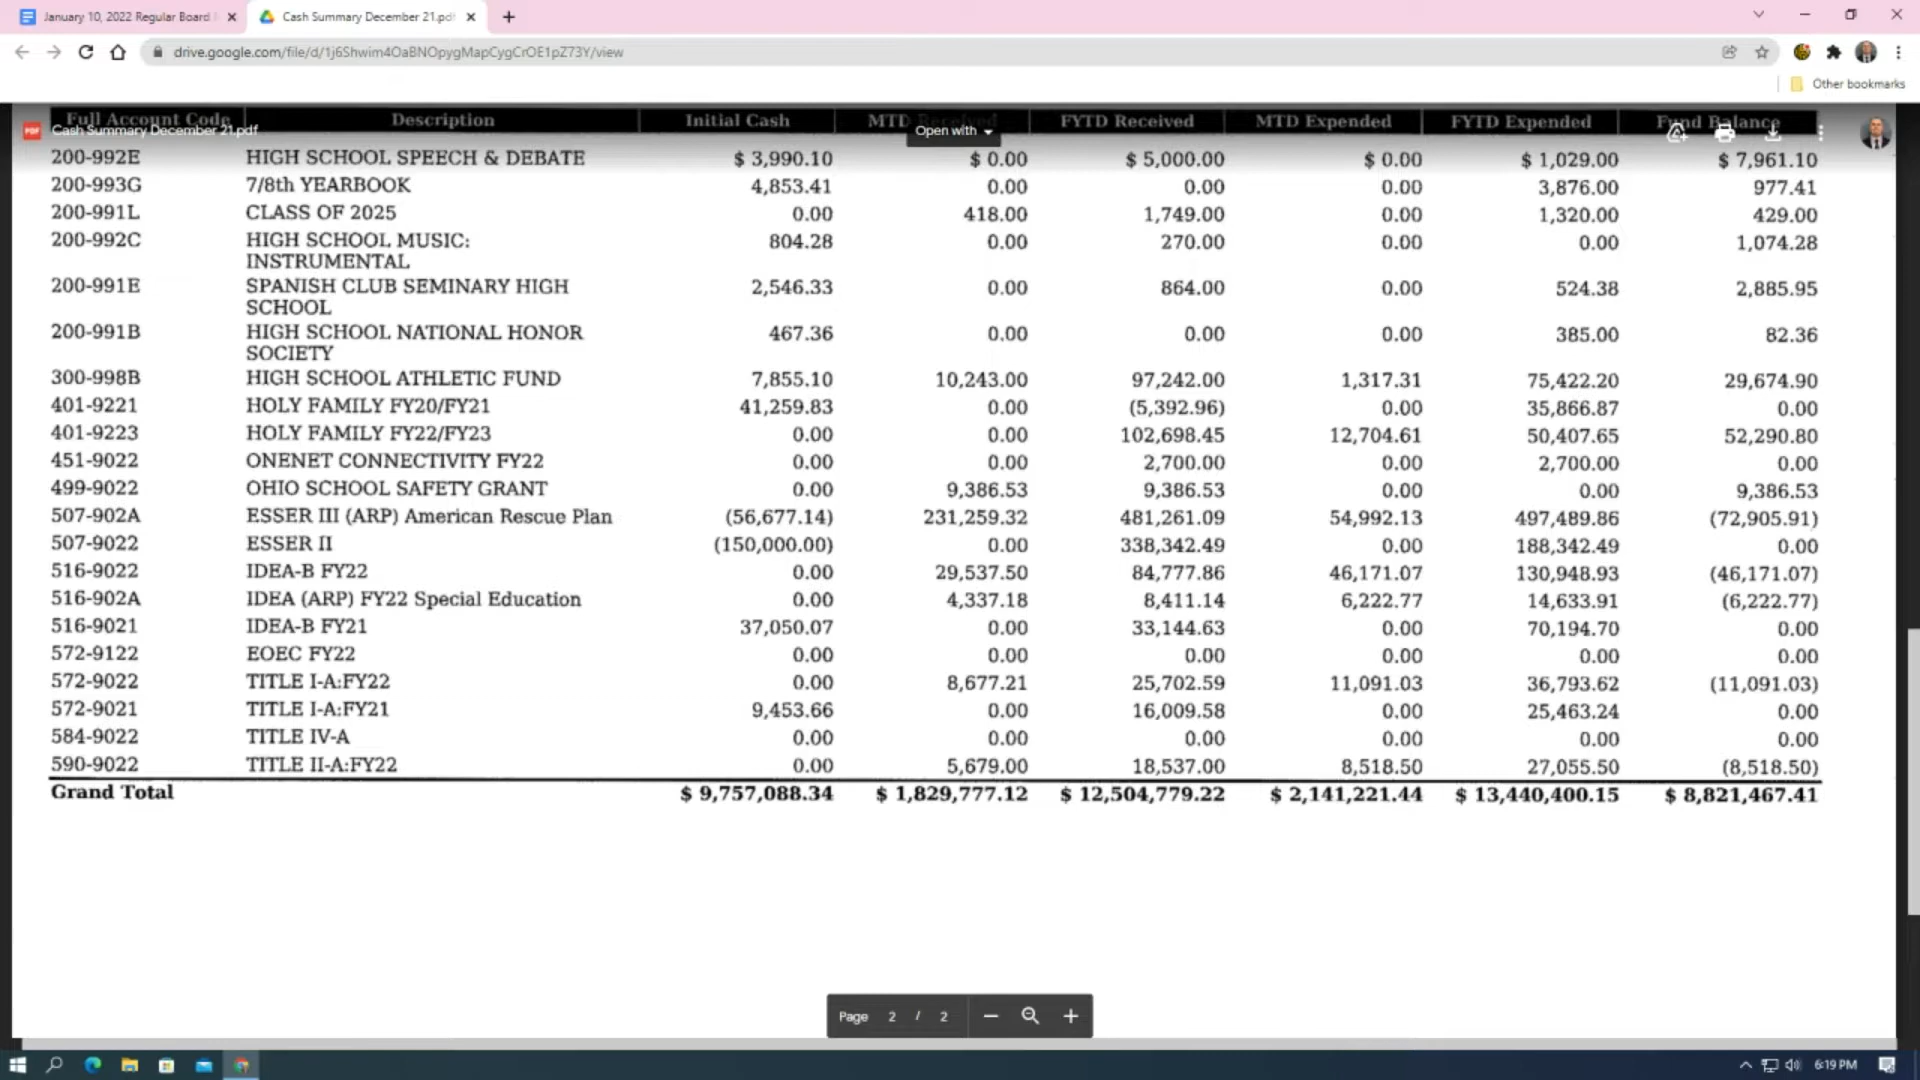 January 10, 2022 Regular Board
Cash Summary December 21.pdf
drive.google.com/file/d/1j6Shwim4OaBNOpygMapCygCrOE1pZ73Y/view
Other bookmarks
Full Account Code Description Initial Cash MTD Received FYTD Received MTD Expended FYTD Expended Fund Balance
Cash Summary December 21.pdf Open with
200-992E HIGH SCHOOL SPEECH & DEBATE $ 3,990.10 $ 0.00 $ 5,000.00 $ 0.00 $ 1,029.00 $ 7,961.10
200-993G 7/8th YEARBOOK 4,853.41 0.00 0.00 0.00 3,876.00 977.41
200-991L CLASS OF 2025 0.00 418.00 1,749.00 0.00 1,320.00 429.00
200-992C HIGH SCHOOL MUSIC: 804.28 0.00 270.00 0.00 0.00 1,074.28
INSTRUMENTAL
200-991E SPANISH CLUB SEMINARY HIGH 2,546.33 0.00 864.00 0.00 524.38 2,885.95
SCHOOL
200-991B HIGH SCHOOL NATIONAL HONOR 467.36 0.00 0.00 0.00 385.00 82.36
SOCIETY
300-998B HIGH SCHOOL ATHLETIC FUND 7,855.10 10,243.00 97,242.00 1,317.31 75,422.20 29,674.90
401-9221 HOLY FAMILY FY20/FY21 41,259.83 0.00 (5,392.96) 0.00 35,866.87 0.00
401-9223 HOLY FAMILY FY22/FY23 0.00 0.00 102,698.45 12,704.61 50,407.65 52,290.80
451-9022 ONENET CONNECTIVITY FY22 0.00 0.00 2,700.00 0.00 2,700.00 0.00
499-9022 OHIO SCHOOL SAFETY GRANT 0.00 9,386.53 9,386.53 0.00 0.00 9,386.53
507-902A ESSER III (ARP) American Rescue Plan (56,677.14) 231,259.32 481,261.09 54,992.13 497,489.86 (72,905.91)
507-9022 ESSER II (150,000.00) 0.00 338,342.49 0.00 188,342.49 0.00
516-9022 IDEA-B FY22 0.00 29,537.50 84,777.86 46,171.07 130,948.93 (46,171.07)
516-902A IDEA (ARP) FY22 Special Education 0.00 4,337.18 8,411.14 6,222.77 14,633.91 (6,222.77)
516-9021 IDEA-B FY21 37,050.07 0.00 33,144.63 0.00 70,194.70 0.00
572-9122 EOEC FY22 0.00 0.00 0.00 0.00 0.00 0.00
572-9022 TITLE I-A:FY22 0.00 8,677.21 25,702.59 11,091.03 36,793.62 (11,091.03)
572-9021 TITLE I-A:FY21 9,453.66 0.00 16,009.58 0.00 25,463.24 0.00
584-9022 TITLE IV-A 0.00 0.00 0.00 0.00 0.00 0.00
590-9022 TITLE II-A:FY22 0.00 5,679.00 18,537.00 8,518.50 27,055.50 (8,518.50)
Grand Total $ 9,757,088.34 $ 1,829,777.12 $ 12,504,779.22 $ 2,141,221.44 $ 13,440,400.15 $ 8,821,467.41
Page 2 / 2
6:19 PM